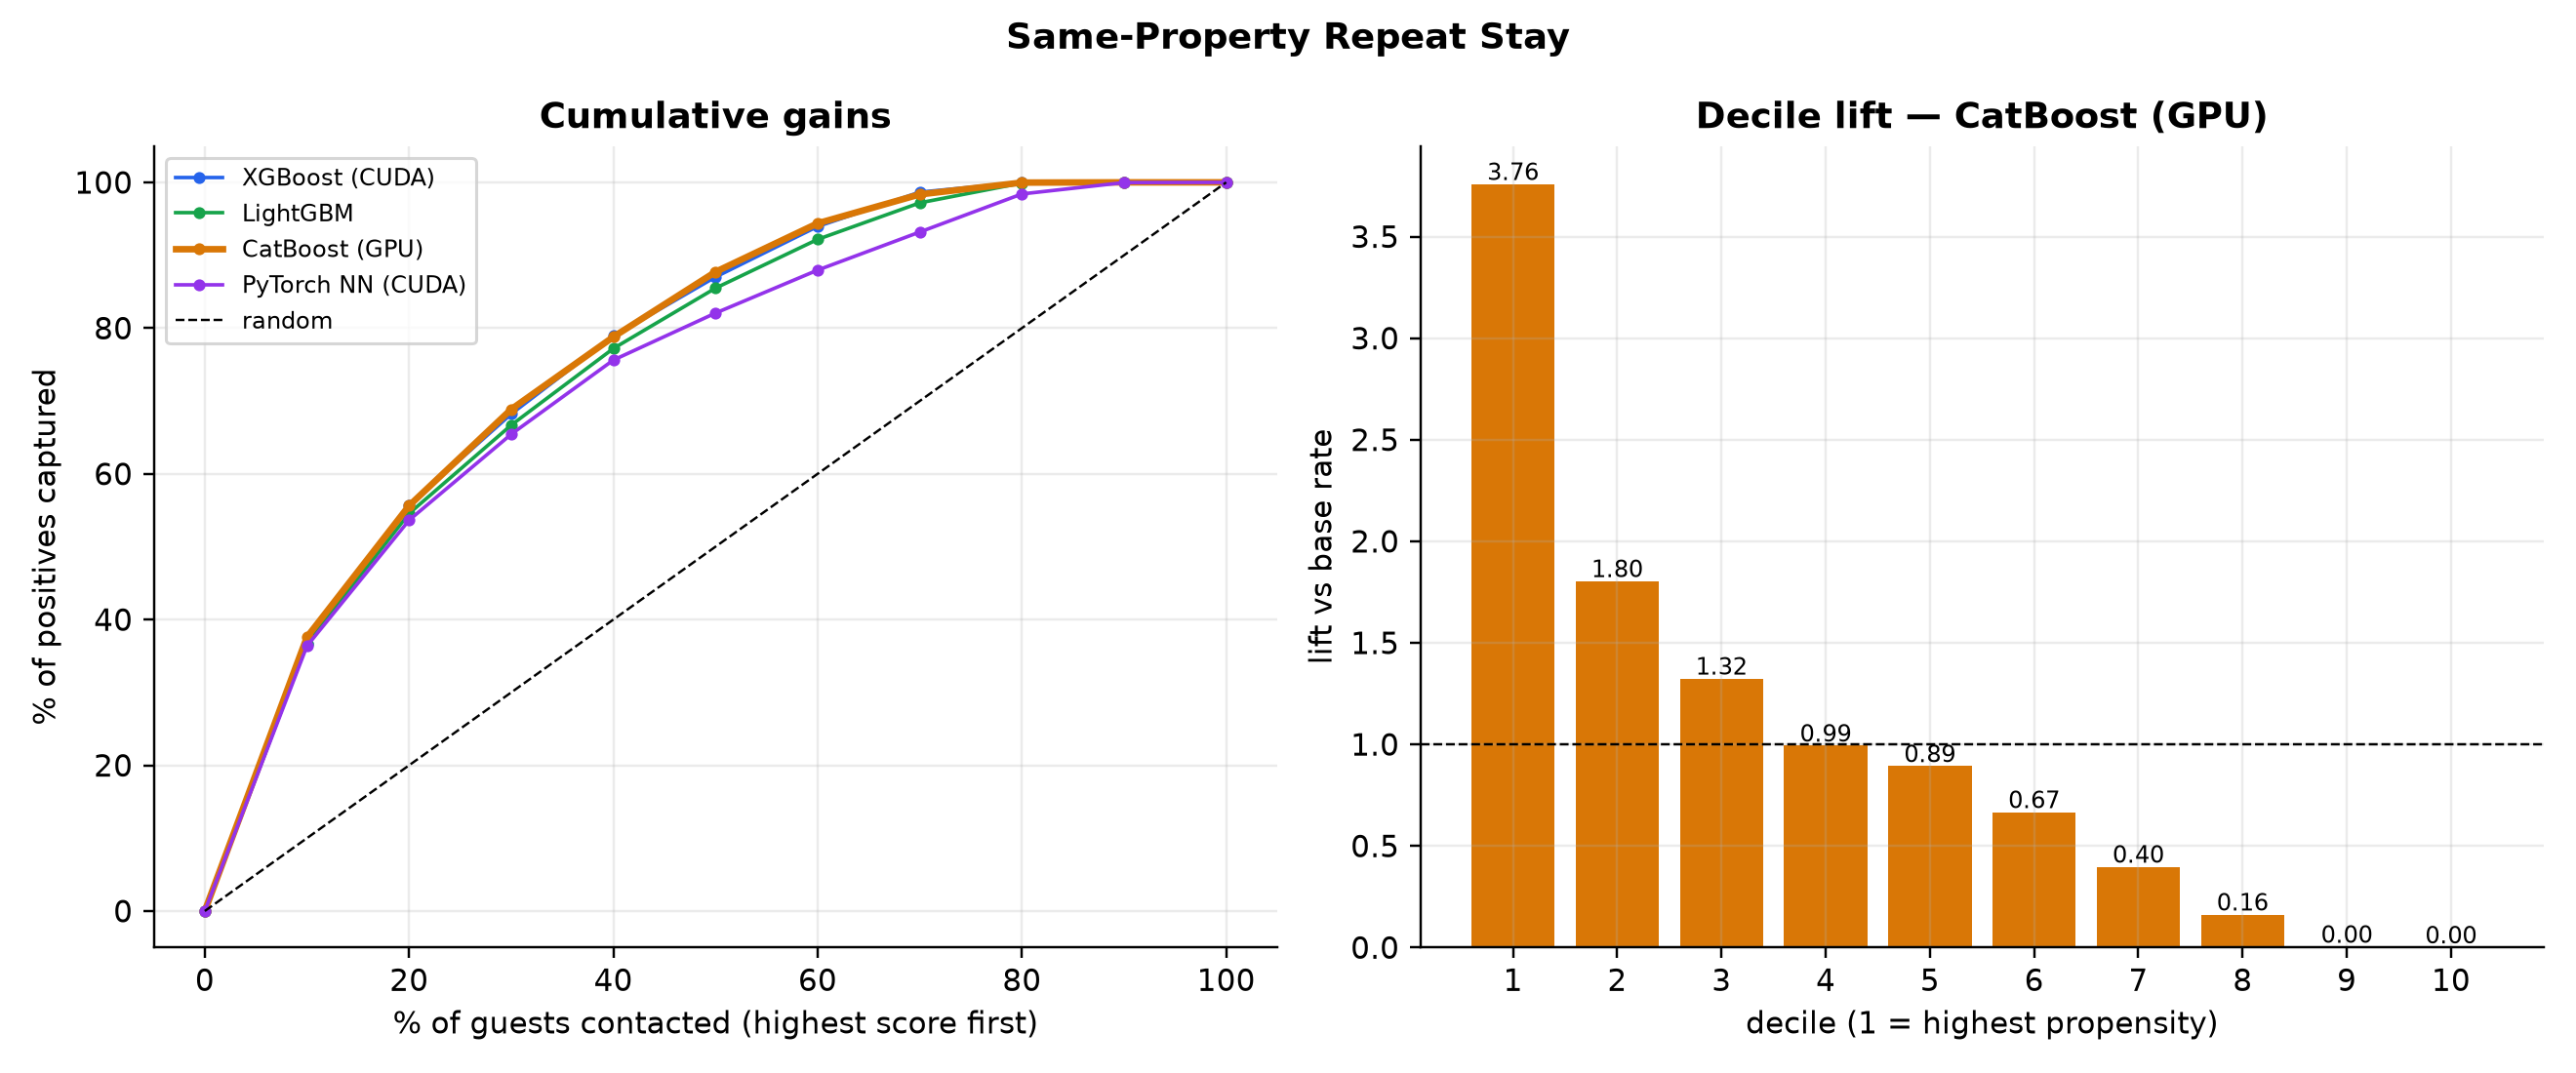 Same-Property Repeat Stay
Cumulative gains
100
80
60
40
20
0
% of positives captured
XGBoost (CUDA)
LightGBM
CatBoost (GPU)
PyTorch NN (CUDA)
random
0 20 40 60 80 100
% of guests contacted (highest score first)
Decile lift — CatBoost (GPU)
3.5
3.0
2.5
2.0
1.5
1.0
0.5
0.0
lift vs base rate
3.76
1.80
1.32
0.99
0.89
0.67
0.40
0.16
0.00
0.00
1 2 3 4 5 6 7 8 9 10
decile (1 = highest propensity)